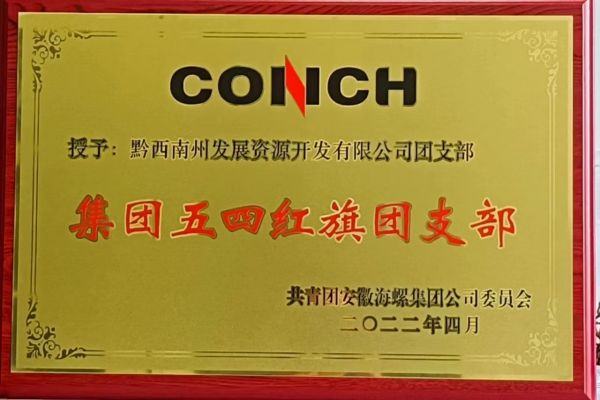 CONCH
授予：黔西南州发展资源开发有限公司团支部
集团五四红旗团支部
共青团安徽海螺集团公司委员会
二〇二二年四月